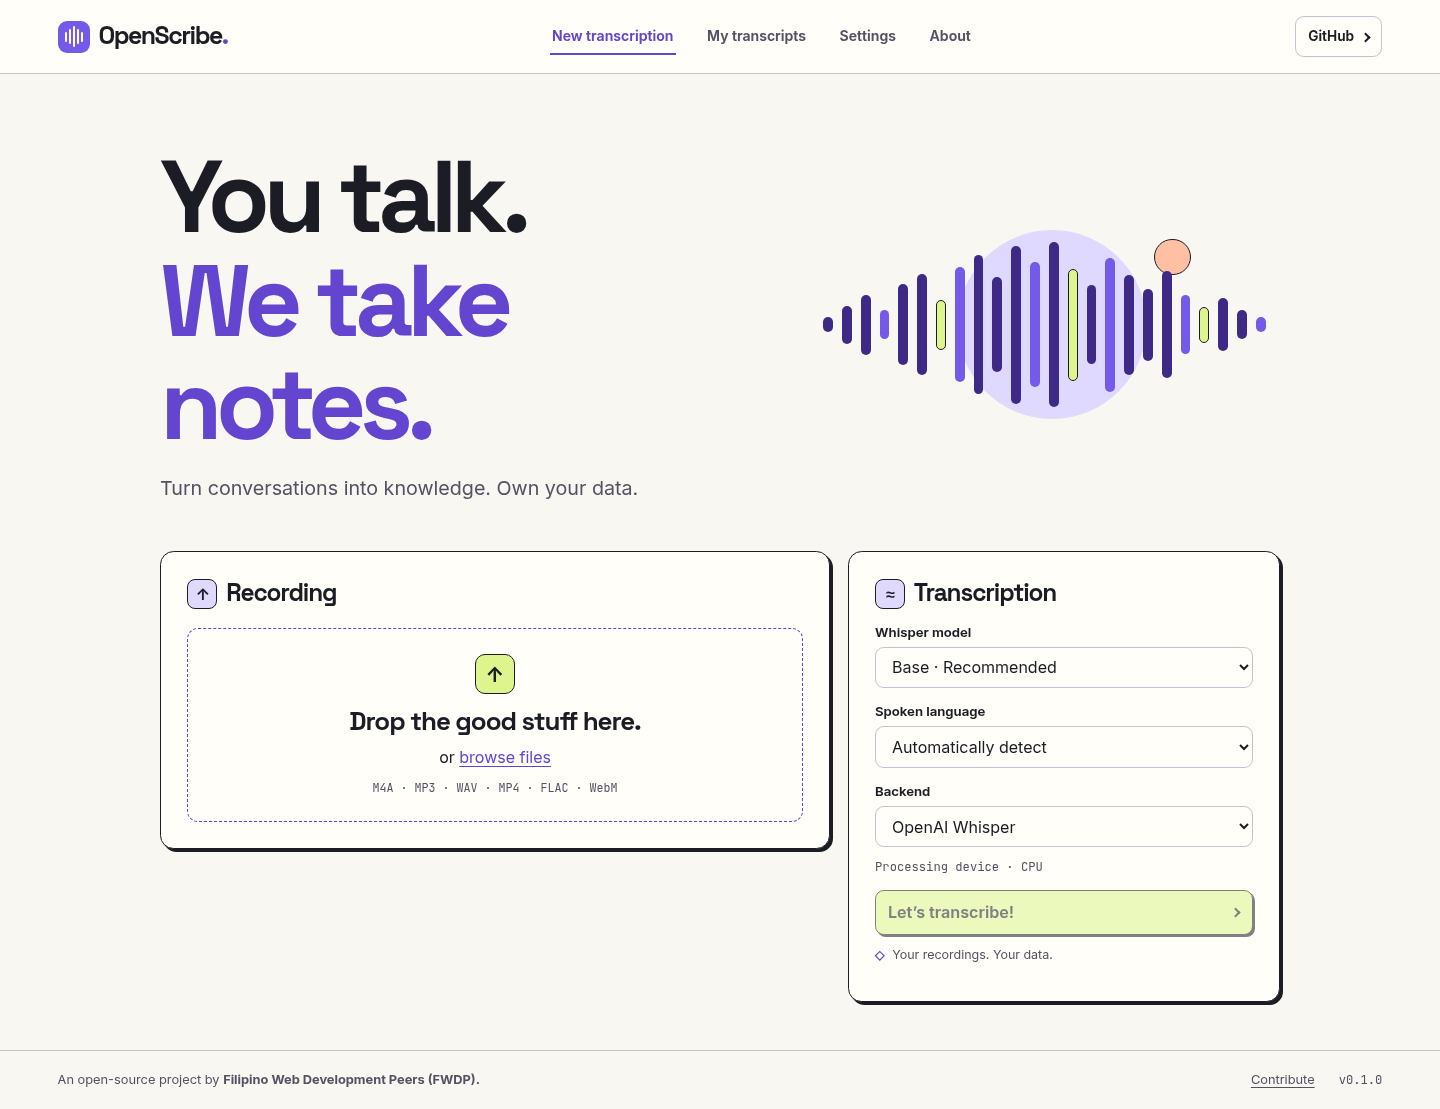 OpenScribe.
New transcription
My transcripts
Settings
About
GitHub
You talk.
We take
notes.
Turn conversations into knowledge. Own your data.
Recording
Drop the good stuff here.
or browse files
M4A · MP3 · WAV · MP4 · FLAC · WebM
Transcription
Whisper model
Base · Recommended
Spoken language
Automatically detect
Backend
OpenAI Whisper
Processing device · CPU
Let’s transcribe!
Your recordings. Your data.
An open-source project by Filipino Web Development Peers (FWDP).
Contribute
v0.1.0